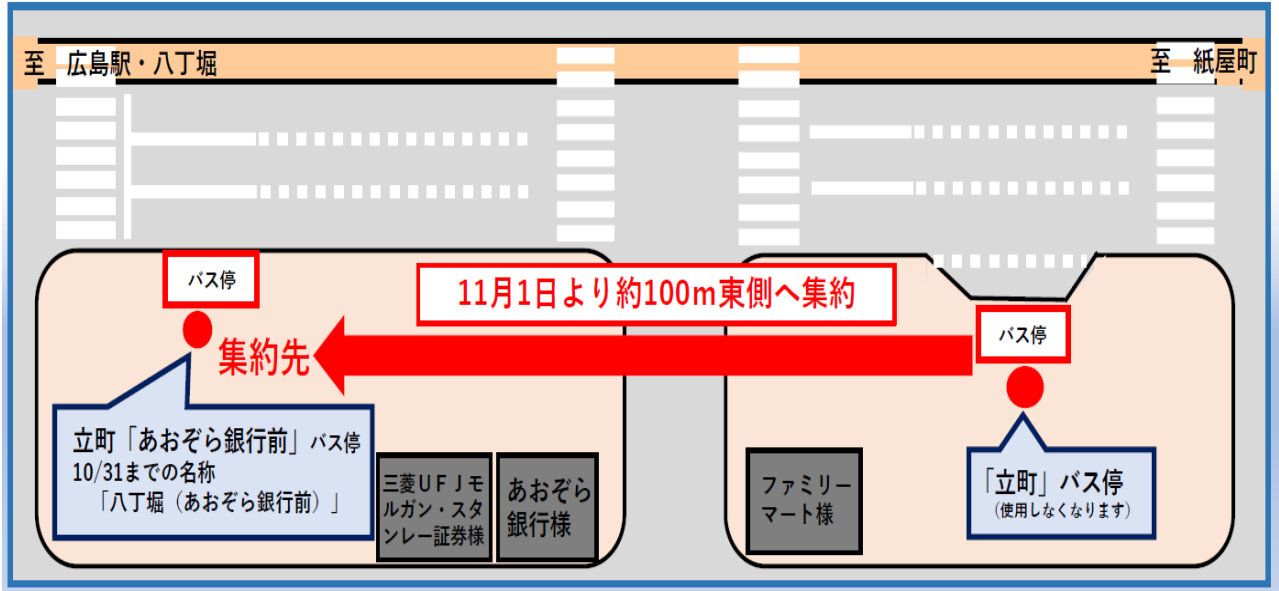 至 広島駅・八丁堀
至 紙屋町
バス停
11月1日より約100m東側へ集約
バス停
集約先
立町「あおぞら銀行前」バス停
10/31までの名称
「八丁堀（あおぞら銀行前）」
三菱ＵＦＪモ
ルガン・スタ
ンレー証券様
あおぞら
銀行様
ファミリー
マート様
「立町」バス停
（使用しなくなります）